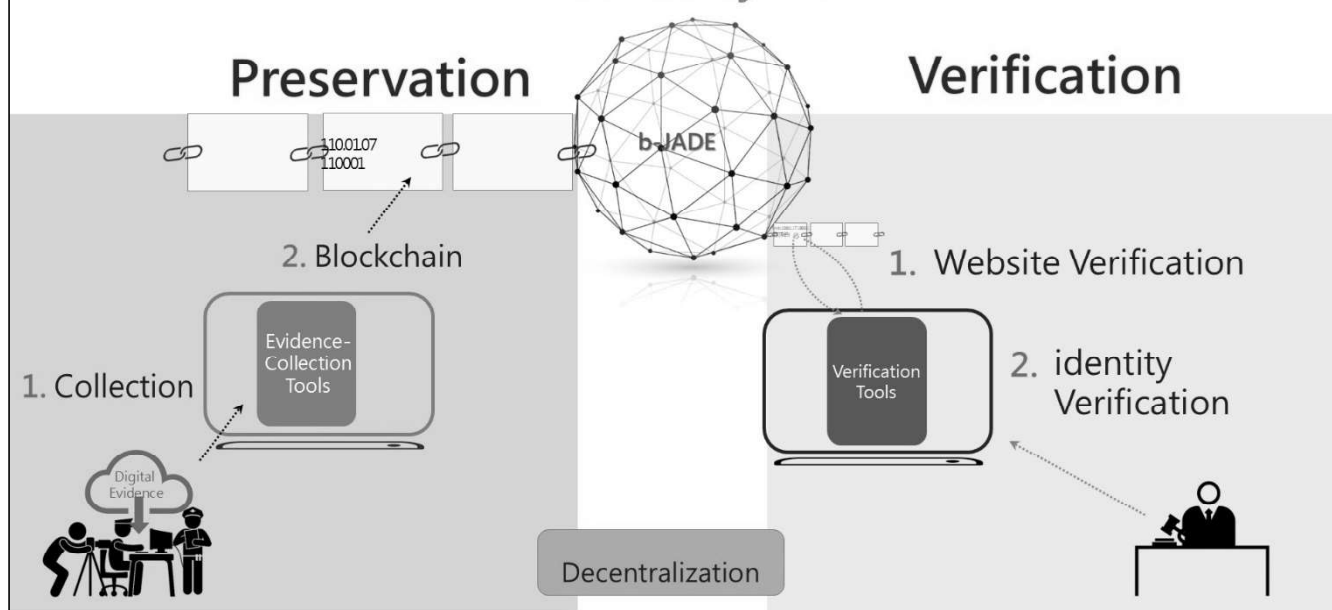 Preservation
Verification
b-JADE
110.01.07
110001
2. Blockchain
1. Website Verification
Evidence-
Collection
Tools
1. Collection
Verification
Tools
2. identity
Verification
Digital
Evidence
Decentralization